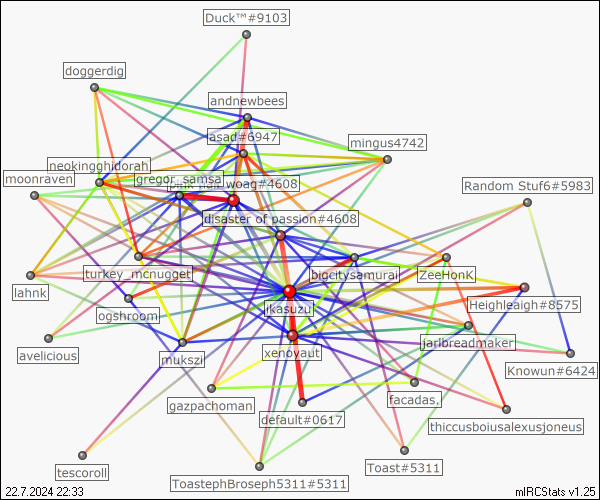 Duck™#9103
doggerdig
andnewbees
asad#6947
mingus4742
neokingghidorah
moonraven
gregor_samsa
woag#4608
Random Stuf6#5983
disaster of passion#4608
turkey_mcnugget
bigcitysamurai
ZeeHonK
lahnk
ogshroom
ikasuzu
Heighleaigh#8575
avelicious
mukszi
xenoyaut
jarlbreadmaker
Knowun#6424
gazpachoman
default#0617
facadas.
thiccusboiusalexusjoneus
tescoroll
ToastephBroseph5311#5311
Toast#5311
22.7.2024 22:33
mIRCStats v1.25